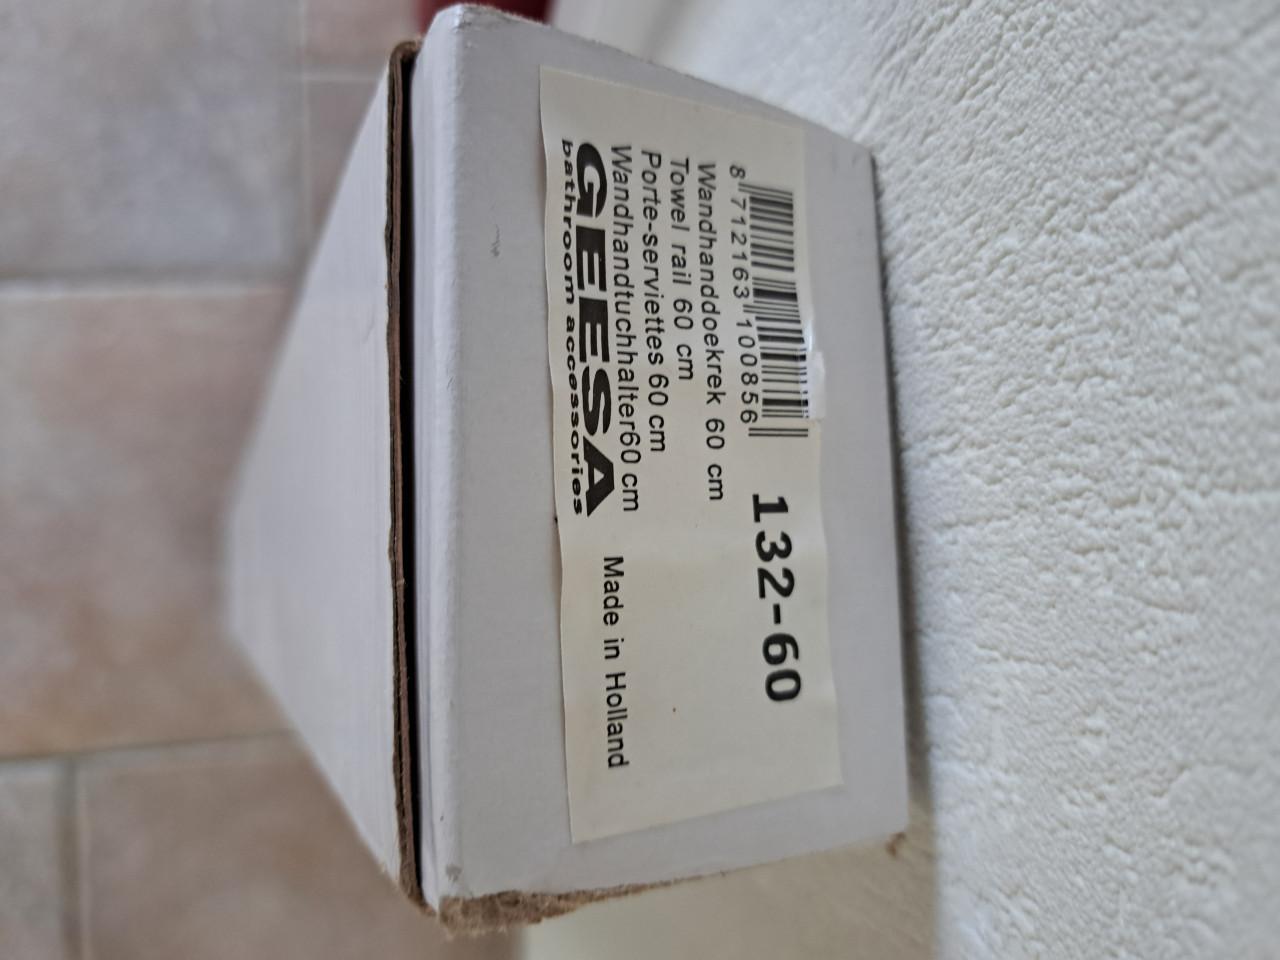 8 712163 100856
132-60
Wandhanddoekrek 60 cm
Towel rail 60 cm
Porte-serviettes 60 cm
Wandhandtuchhalter60 cm
GEESA
bathroom accessories
Made in Holland